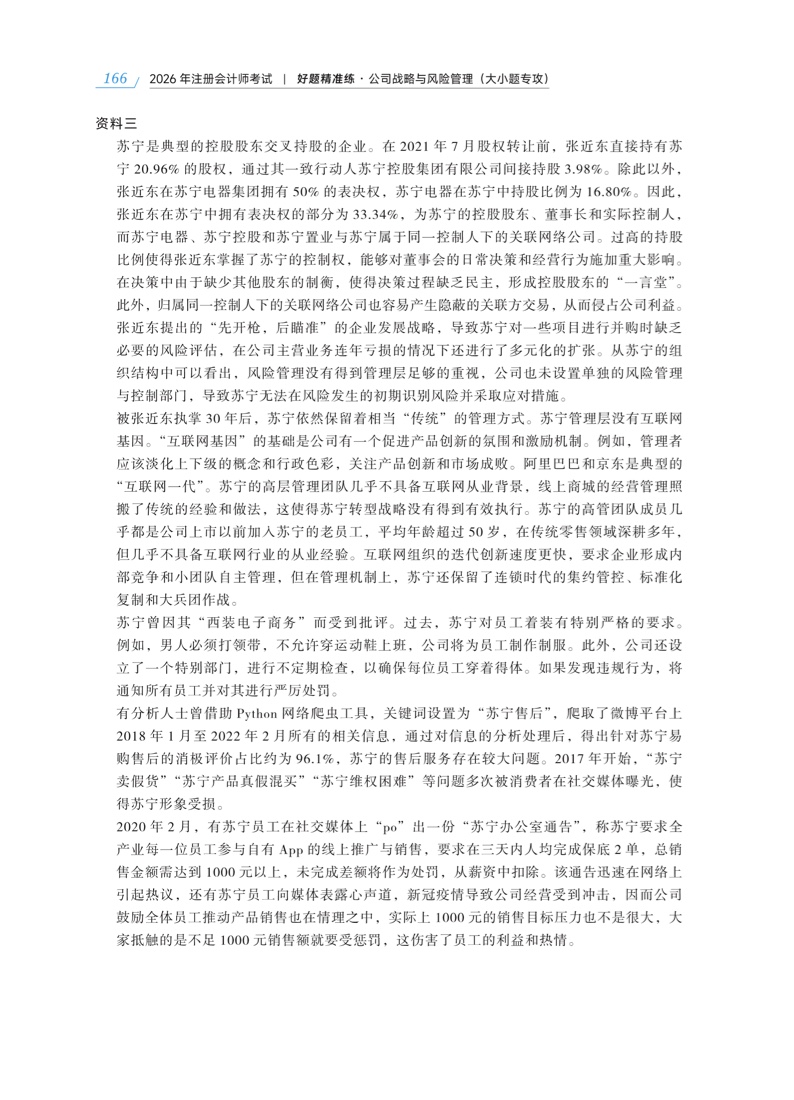 166 2026 年注册会计师考试 | 好题精准练 · 公司战略与风险管理（大小题专攻）
资料三
苏宁是典型的控股股东交叉持股的企业。在 2021 年 7 月股权转让前，张近东直接持有苏
宁 20.96% 的股权，通过其一致行动人苏宁控股集团有限公司间接持股 3.98%。除此以外，
张近东在苏宁电器集团拥有 50% 的表决权，苏宁电器在苏宁中持股比例为 16.80%。因此，
张近东在苏宁中拥有表决权的部分为 33.34%，为苏宁的控股股东、董事长和实际控制人，
而苏宁电器、苏宁控股和苏宁置业与苏宁属于同一控制人下的关联网络公司。过高的持股
比例使得张近东掌握了苏宁的控制权，能够对董事会的日常决策和经营行为施加重大影响。
在决策中由于缺少其他股东的制衡，使得决策过程缺乏民主，形成控股股东的“一言堂”。
此外，归属同一控制人下的关联网络公司也容易产生隐蔽的关联方交易，从而侵占公司利益。
张近东提出的“先开枪，后瞄准”的企业发展战略，导致苏宁对一些项目进行并购时缺乏
必要的风险评估，在公司主营业务连年亏损的情况下还进行了多元化的扩张。从苏宁的组
织结构中可以看出，风险管理没有得到管理层足够的重视，公司也未设置单独的风险管理
与控制部门，导致苏宁无法在风险发生的初期识别风险并采取应对措施。
被张近东执掌 30 年后，苏宁依然保留着相当“传统”的管理方式。苏宁管理层没有互联网
基因。“互联网基因”的基础是公司有一个促进产品创新的氛围和激励机制。例如，管理者
应该淡化上下级的概念和行政色彩，关注产品创新和市场成败。阿里巴巴和京东是典型的
“互联网一代”。苏宁的高层管理团队几乎不具备互联网从业背景，线上商城的经营管理照
搬了传统的经验和做法，这使得苏宁转型战略没有得到有效执行。苏宁的高管团队成员几
乎都是公司上市以前加入苏宁的老员工，平均年龄超过 50 岁，在传统零售领域深耕多年，
但几乎不具备互联网行业的从业经验。互联网组织的迭代创新速度更快，要求企业形成内
部竞争和小团队自主管理，但在管理机制上，苏宁还保留了连锁时代的集约管控、标准化
复制和大兵团作战。
苏宁曾因其“西装电子商务”而受到批评。过去，苏宁对员工着装有特别严格的要求。
例如，男人必须打领带，不允许穿运动鞋上班，公司将为员工制作制服。此外，公司还设
立了一个特别部门，进行不定期检查，以确保每位员工穿着得体。如果发现违规行为，将
通知所有员工并对其进行严厉处罚。
有分析人士曾借助 Python 网络爬虫工具，关键词设置为“苏宁售后”，爬取了微博平台上
2018 年 1 月至 2022 年 2 月所有的相关信息，通过对信息的分析处理后，得出针对苏宁易
购售后的消极评价占比约为 96.1%，苏宁的售后服务存在较大问题。2017 年开始，“苏宁
卖假货”“苏宁产品真假混买”“苏宁维权困难”等问题多次被消费者在社交媒体曝光，使
得苏宁形象受损。
2020 年 2 月，有苏宁员工在社交媒体上“po”出一份“苏宁办公室通告”，称苏宁要求全
产业每一位员工参与自有 App 的线上推广与销售，要求在三天内人均完成保底 2 单，总销
售金额需达到 1000 元以上，未完成差额将作为处罚，从薪资中扣除。该通告迅速在网络上
引起热议，还有苏宁员工向媒体表露心声道，新冠疫情导致公司经营受到冲击，因而公司
鼓励全体员工推动产品销售也在情理之中，实际上 1000 元的销售目标压力也不是很大，大
家抵触的是不足 1000 元销售额就要受惩罚，这伤害了员工的利益和热情。